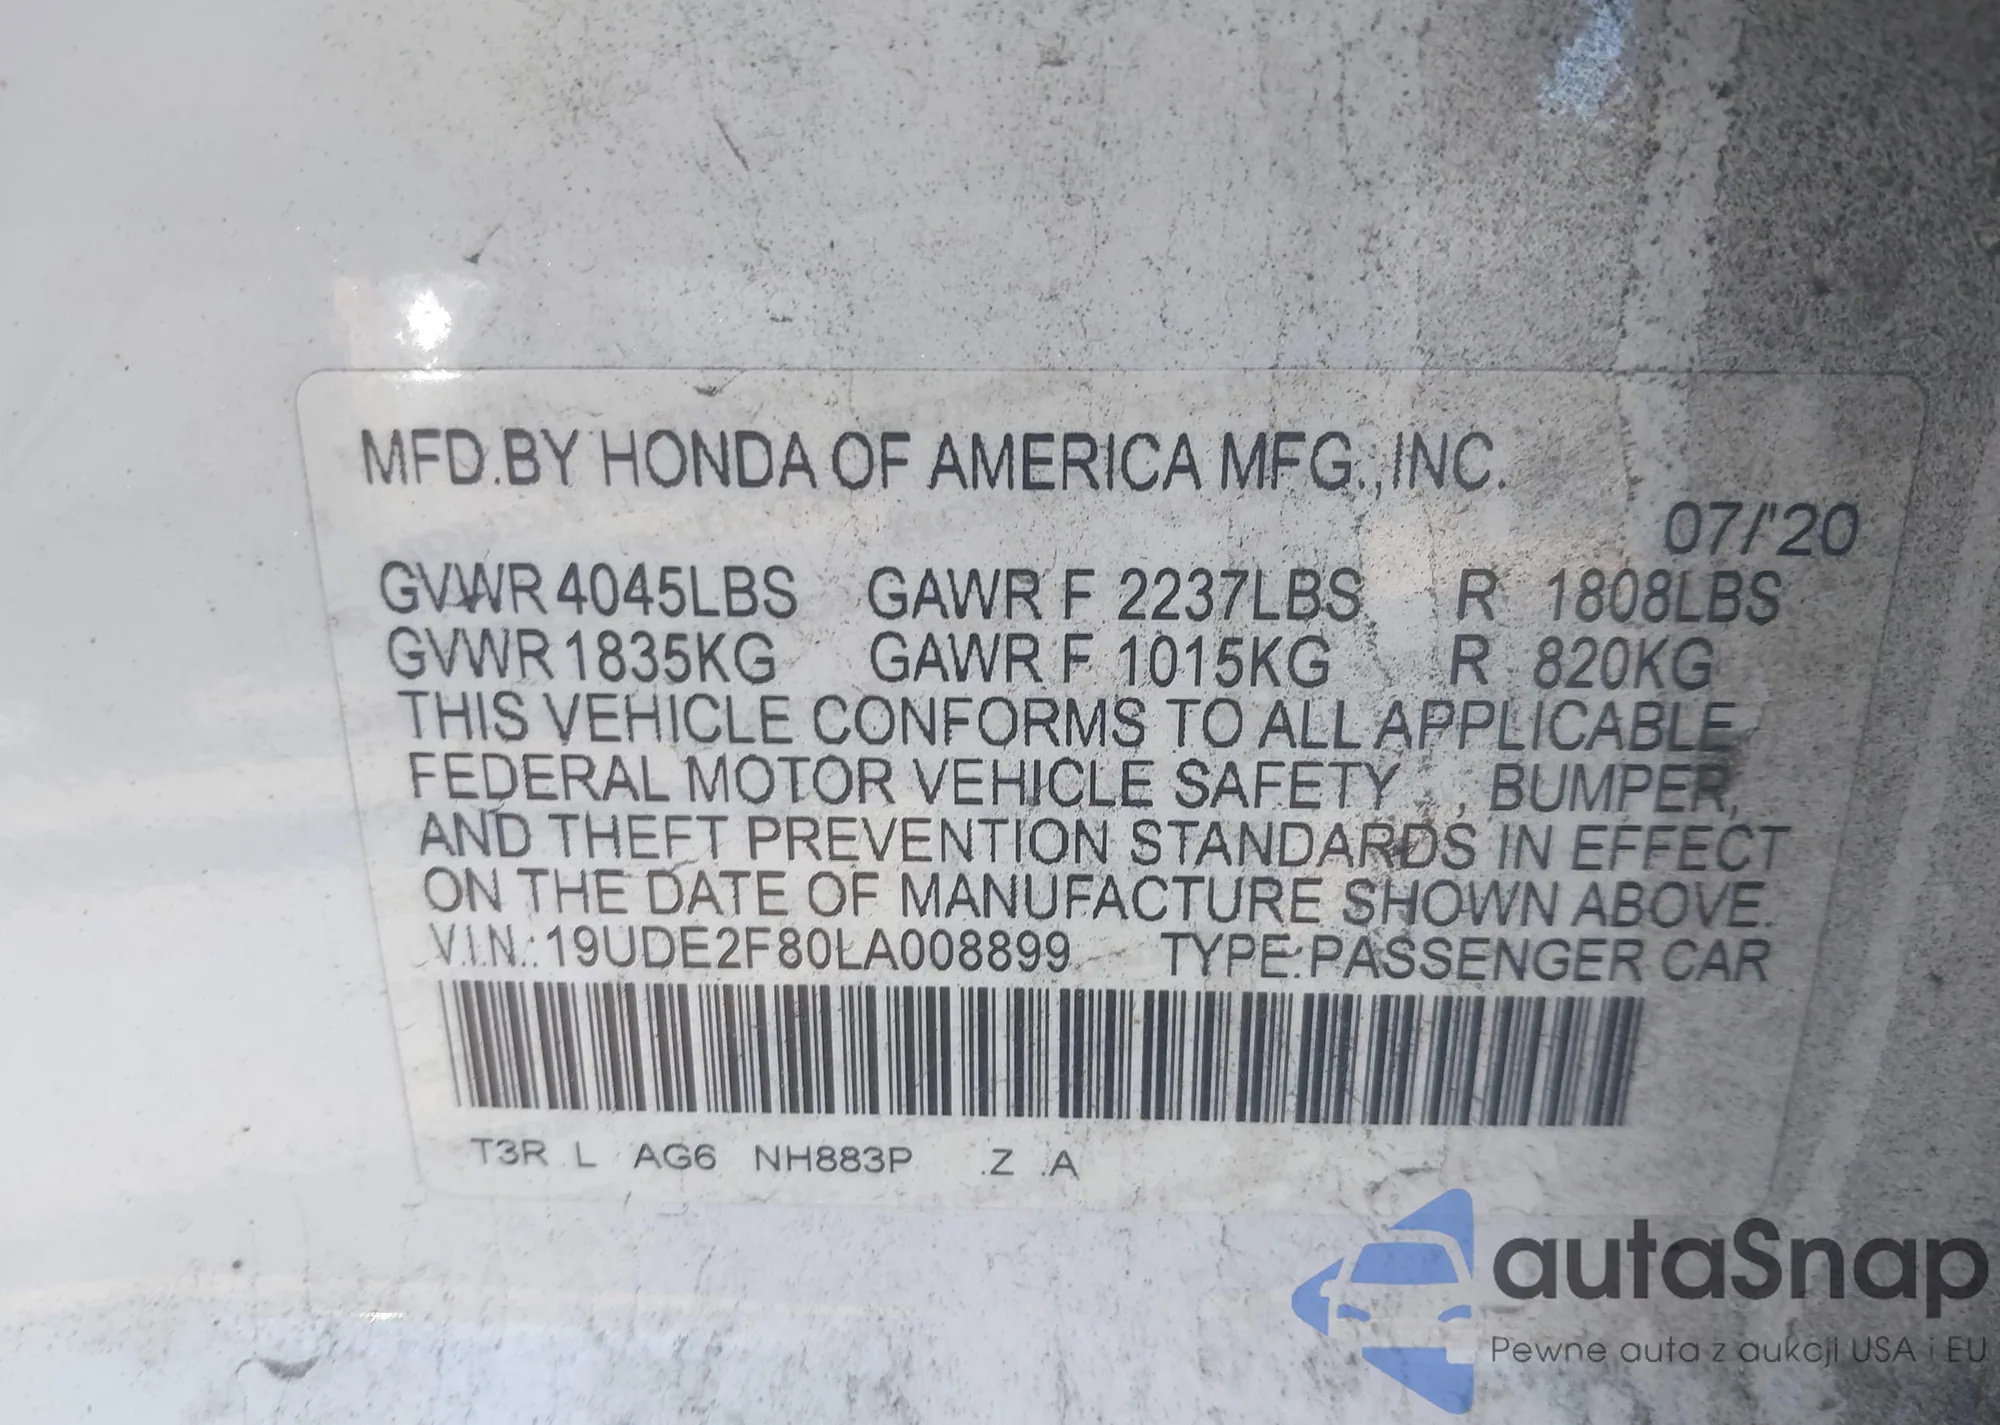 MFD.BY HONDA OF AMERICA MFG.,INC.
07/'20
GVWR 4045LBS GAWR F 2237LBS R 1808LBS
GVWR 1835KG GAWR F 1015KG R 820KG
THIS VEHICLE CONFORMS TO ALL APPLICABLE
FEDERAL MOTOR VEHICLE SAFETY , BUMPER,
AND THEFT PREVENTION STANDARDS IN EFFECT
ON THE DATE OF MANUFACTURE SHOWN ABOVE.
V.I.N.: 19UDE2F80LA008899 TYPE:PASSENGER CAR
T3R L AG6 NH883P .Z .A
autaSnap
Pewne auta z aukcji USA i EU